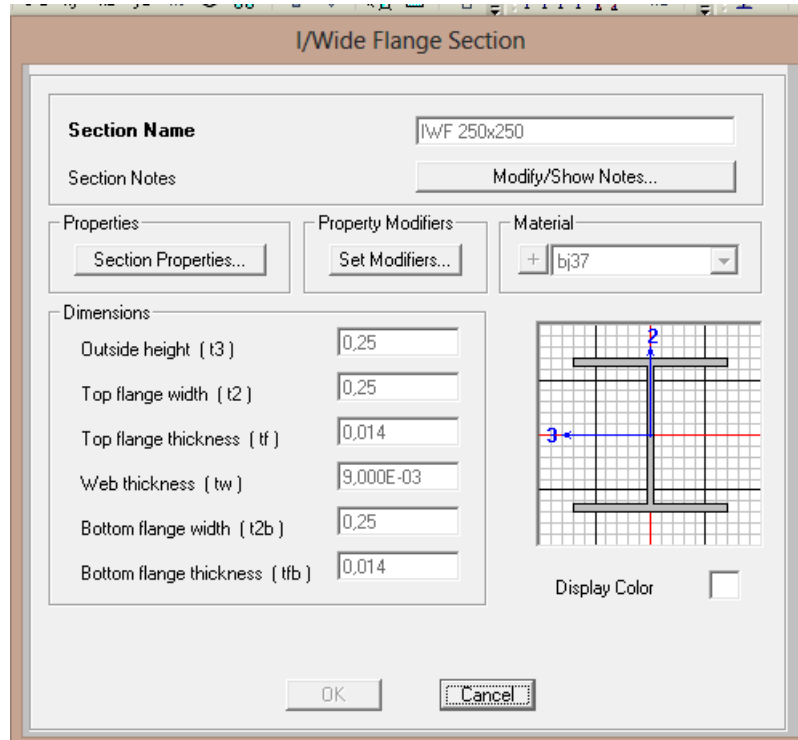 I/Wide Flange Section
Section Name
IWF 250x250
Section Notes
Modify/Show Notes...
Properties
Section Properties...
Property Modifiers
Set Modifiers...
Material
+
bj37
Dimensions
Outside height ( t3 )
0,25
Top flange width ( t2 )
0,25
Top flange thickness ( tf )
0,014
Web thickness ( tw )
9,000E-03
Bottom flange width ( t2b )
0,25
Bottom flange thickness ( tfb )
0,014
2
3
Display Color
OK
Cancel